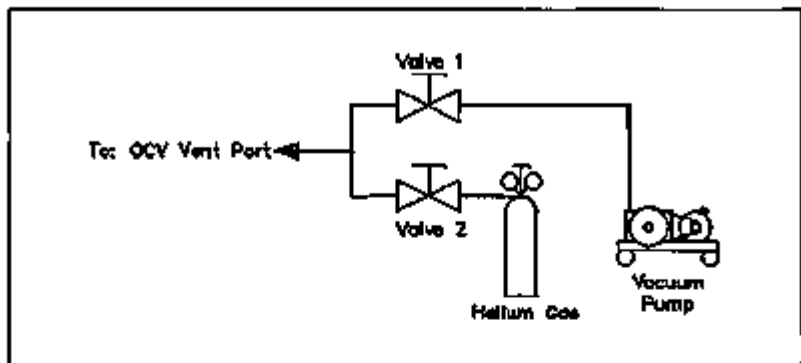 Valve 1
To: OCV Vent Port
Valve 2
Vacuum
Pump
Helium Gas